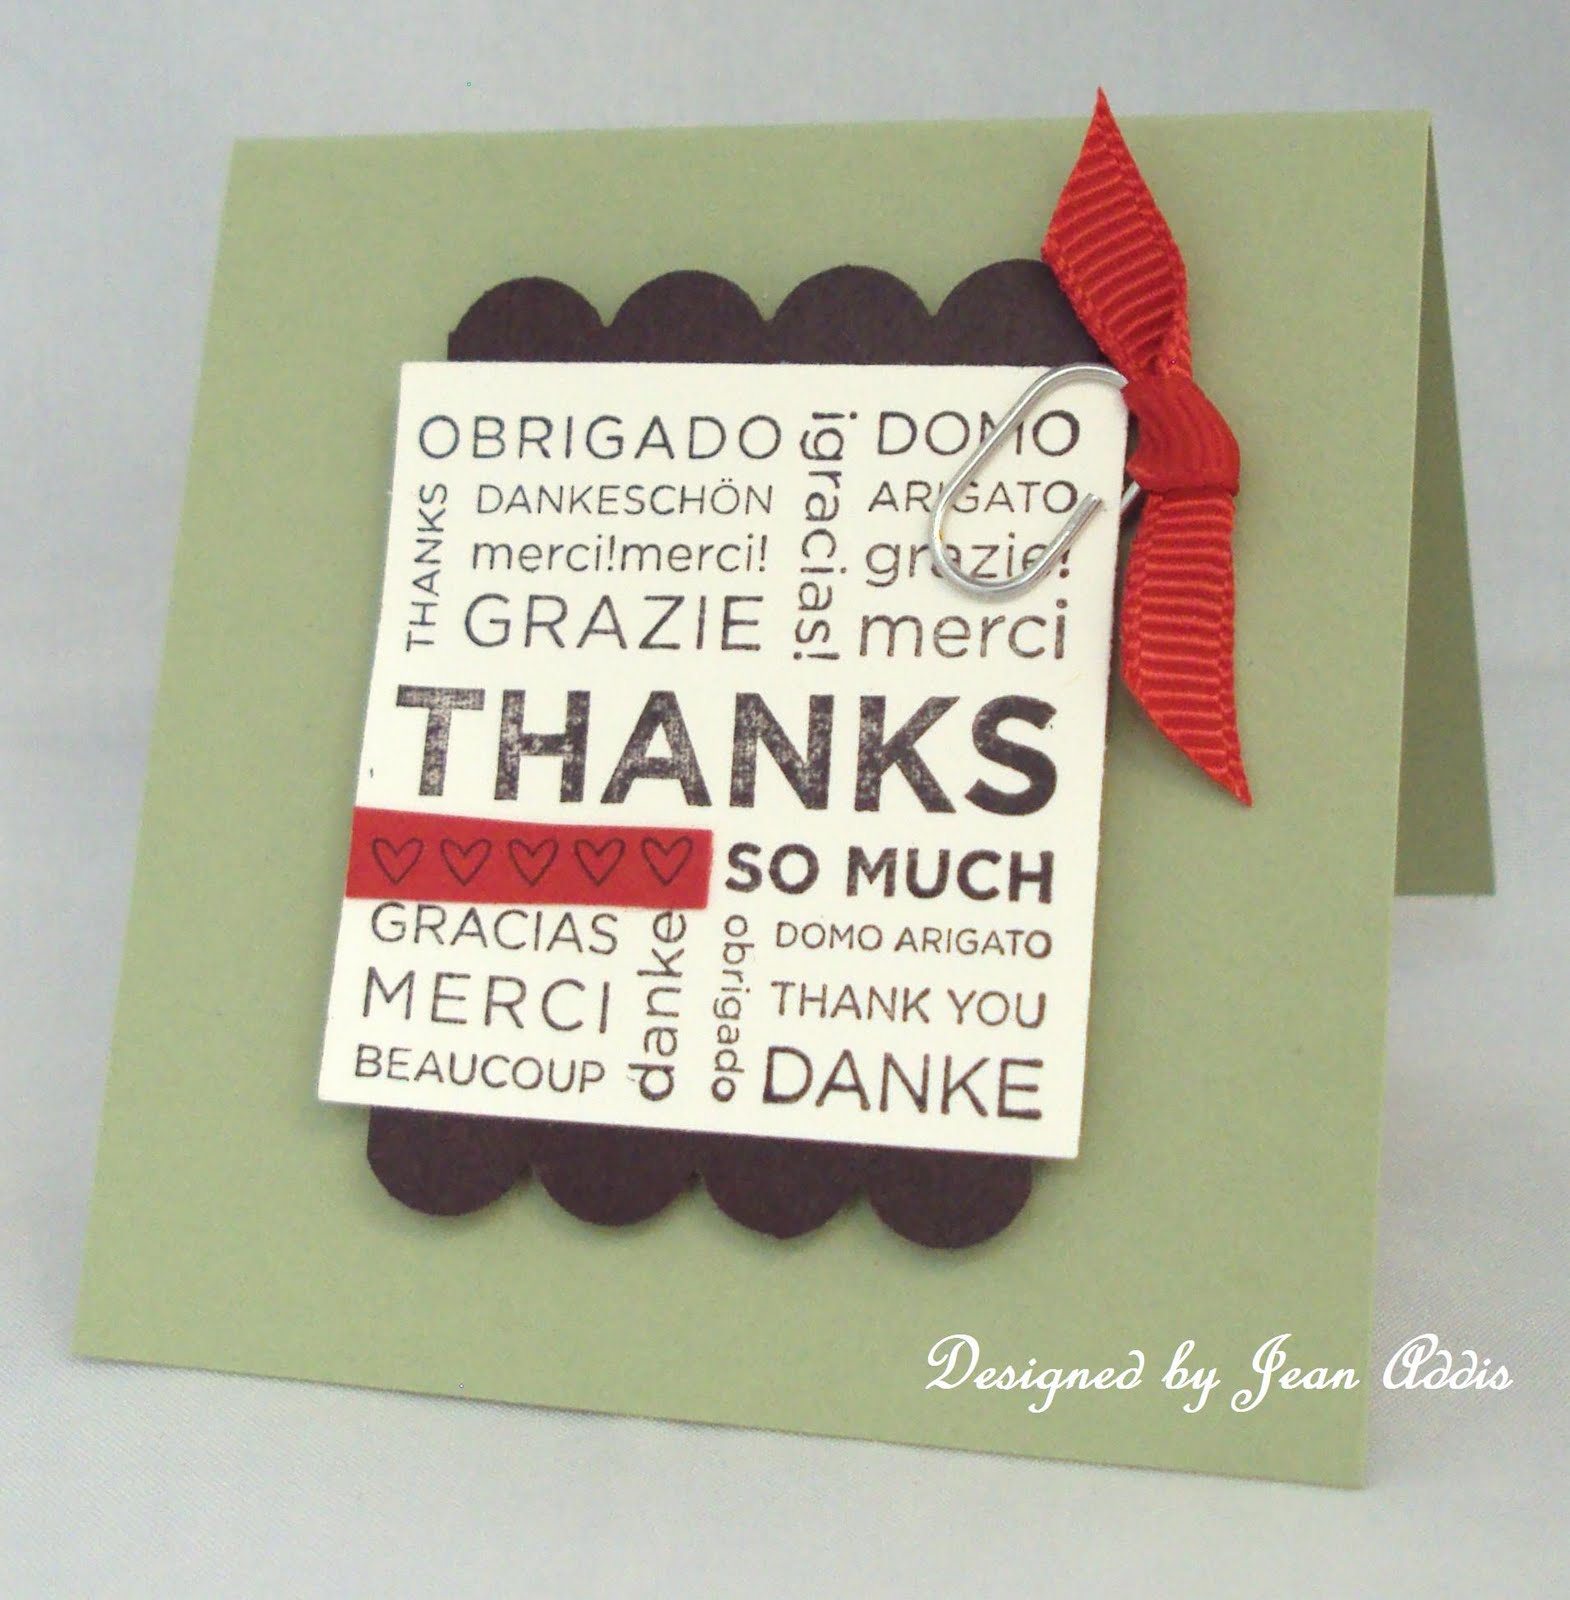 OBRIGADO
¡gracias!
DOMO
THANKS
DANKESCHÖN
ARIGATO
merci!merci!
grazie!
GRAZIE
merci
THANKS
SO MUCH
GRACIAS
danke
obrigado
DOMO ARIGATO
MERCI
THANK YOU
BEAUCOUP
DANKE
Designed by Jean Addis